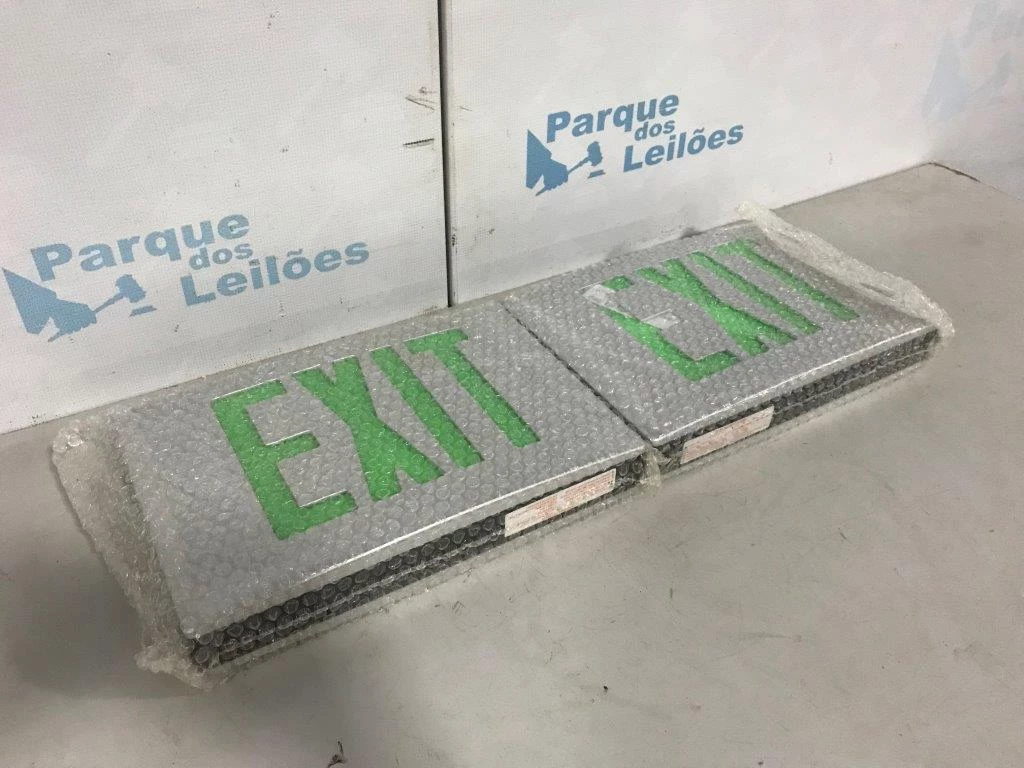 Parque
dos
Leilões
Parque
dos
Leilões
EXIT
EXIT